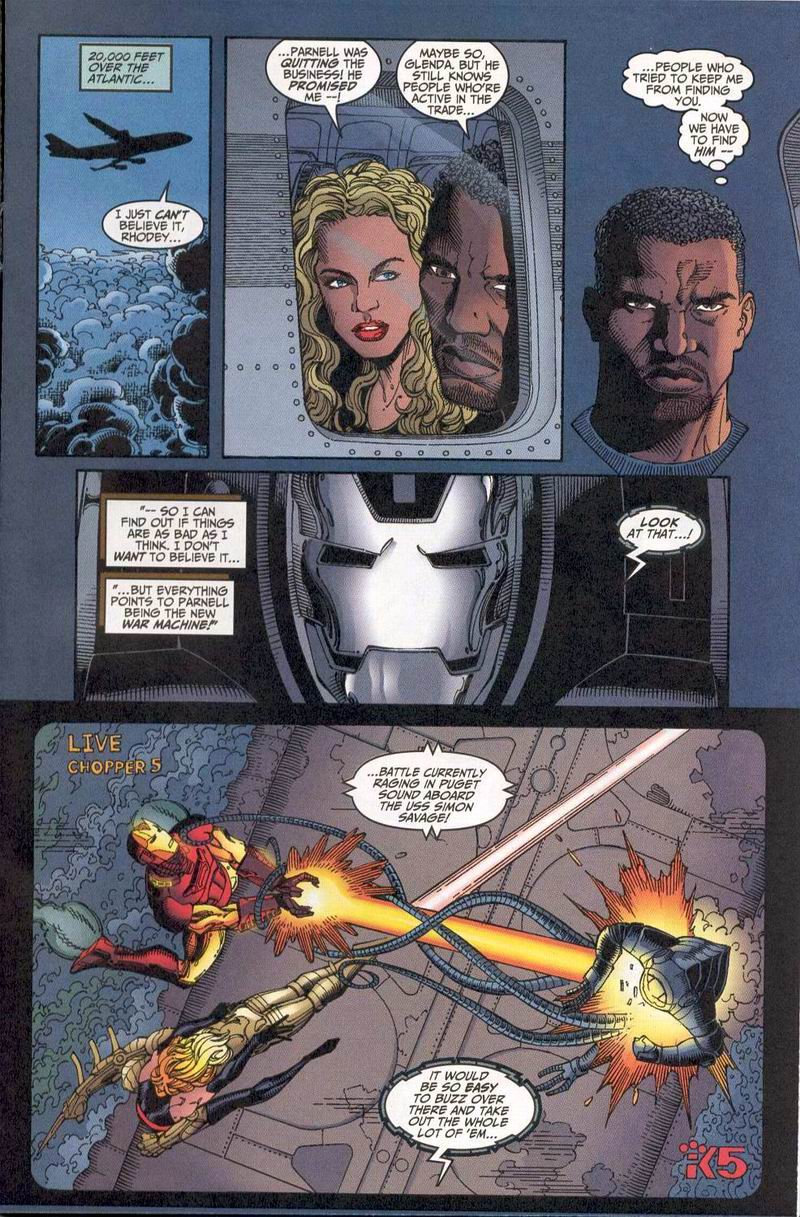 20,000 FEET
OVER THE
ATLANTIC...
I JUST CAN'T
BELIEVE IT,
RHODEY...
...PARNELL WAS
QUITTING THE
BUSINESS! HE
PROMISED
ME --!
MAYBE SO,
GLENDA. BUT HE
STILL KNOWS
PEOPLE WHO'RE
ACTIVE IN THE
TRADE...
...PEOPLE WHO
TRIED TO KEEP ME
FROM FINDING
YOU.
NOW
WE HAVE
TO FIND
HIM --
"-- SO I CAN
FIND OUT IF THINGS
ARE AS BAD AS I
THINK. I DON'T
WANT TO BELIEVE IT...
"...BUT EVERYTHING
POINTS TO PARNELL
BEING THE NEW
WAR MACHINE!"
LOOK
AT THAT...!
LIVE
CHOPPER 5
...BATTLE CURRENTLY
RAGING IN PUGET
SOUND ABOARD
THE USS SIMON
SAVAGE!
IT WOULD
BE SO EASY
TO BUZZ OVER
THERE AND TAKE
OUT THE WHOLE
LOT OF 'EM...
K5